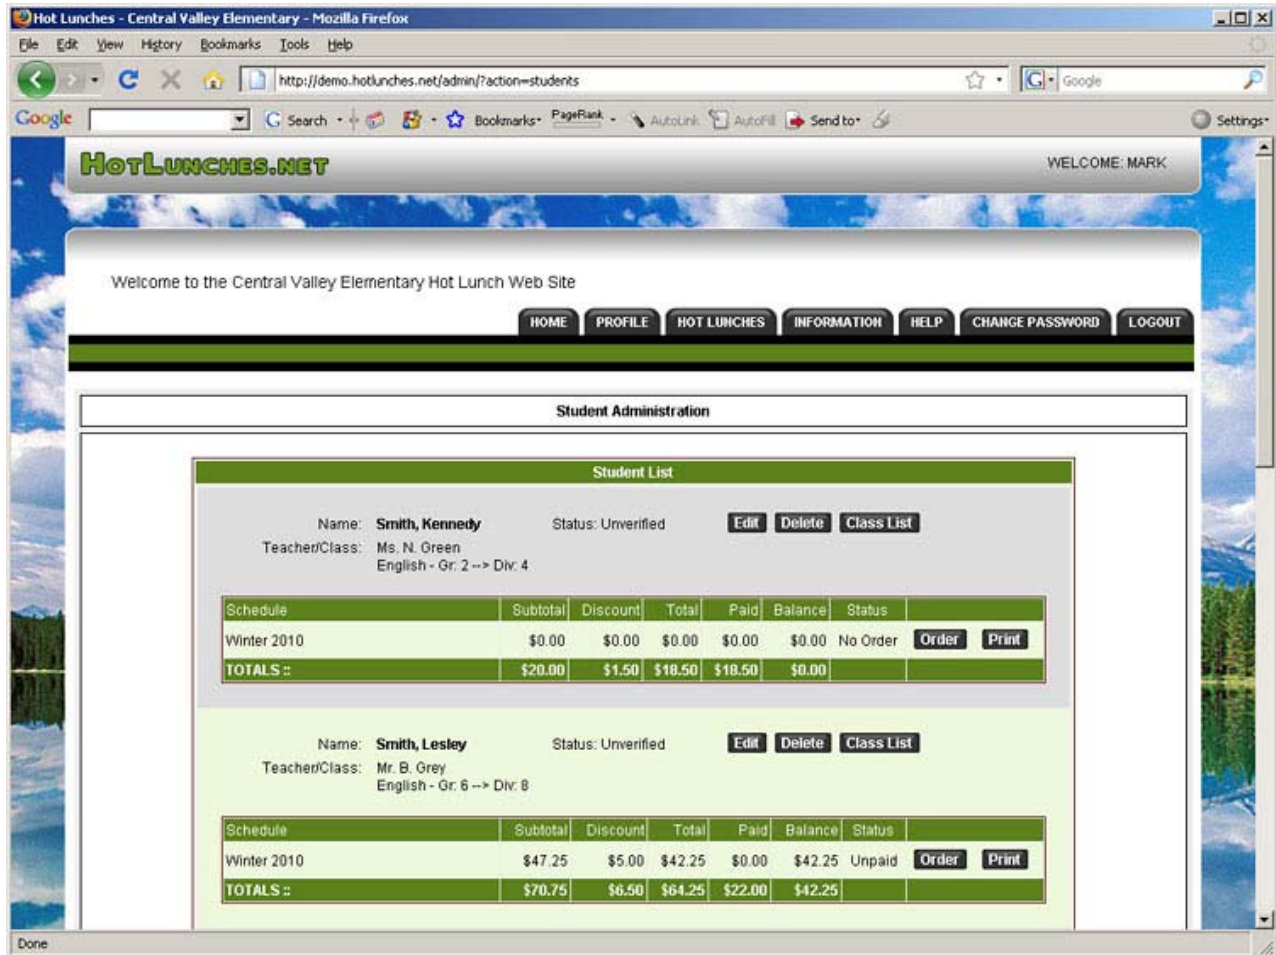 Hot Lunches - Central Valley Elementary - Mozilla Firefox
File Edit View History Bookmarks Tools Help
http://demo.hotlunches.net/admin/?action=students
G Google
Google G Search Bookmarks PageRank AutoLink AutoFill Send to Settings
HotLunches.net WELCOME: MARK
Welcome to the Central Valley Elementary Hot Lunch Web Site
HOME PROFILE HOT LUNCHES INFORMATION HELP CHANGE PASSWORD LOGOUT
Student Administration
Student List
Name: Smith, Kennedy Status: Unverified Edit Delete Class List
Teacher/Class: Ms. N. Green
English - Gr: 2 --> Div: 4
Schedule Subtotal Discount Total Paid Balance Status
Winter 2010 $0.00 $0.00 $0.00 $0.00 $0.00 No Order Order Print
TOTALS :: $20.00 $1.50 $18.50 $18.50 $0.00
Name: Smith, Lesley Status: Unverified Edit Delete Class List
Teacher/Class: Mr. B. Grey
English - Gr: 6 --> Div: 8
Schedule Subtotal Discount Total Paid Balance Status
Winter 2010 $47.25 $5.00 $42.25 $0.00 $42.25 Unpaid Order Print
TOTALS :: $70.75 $6.50 $64.25 $22.00 $42.25
Done